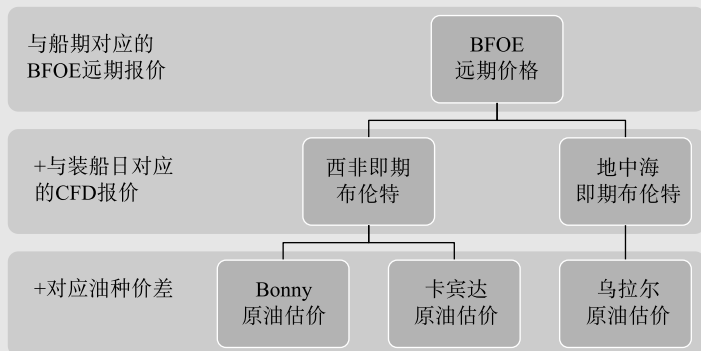 与船期对应的
BFOE远期报价
BFOE
远期价格
+与装船日对应
的CFD报价
西非即期
布伦特
地中海
即期布伦特
+对应油种价差
Bonny
原油估价
卡宾达
原油估价
乌拉尔
原油估价